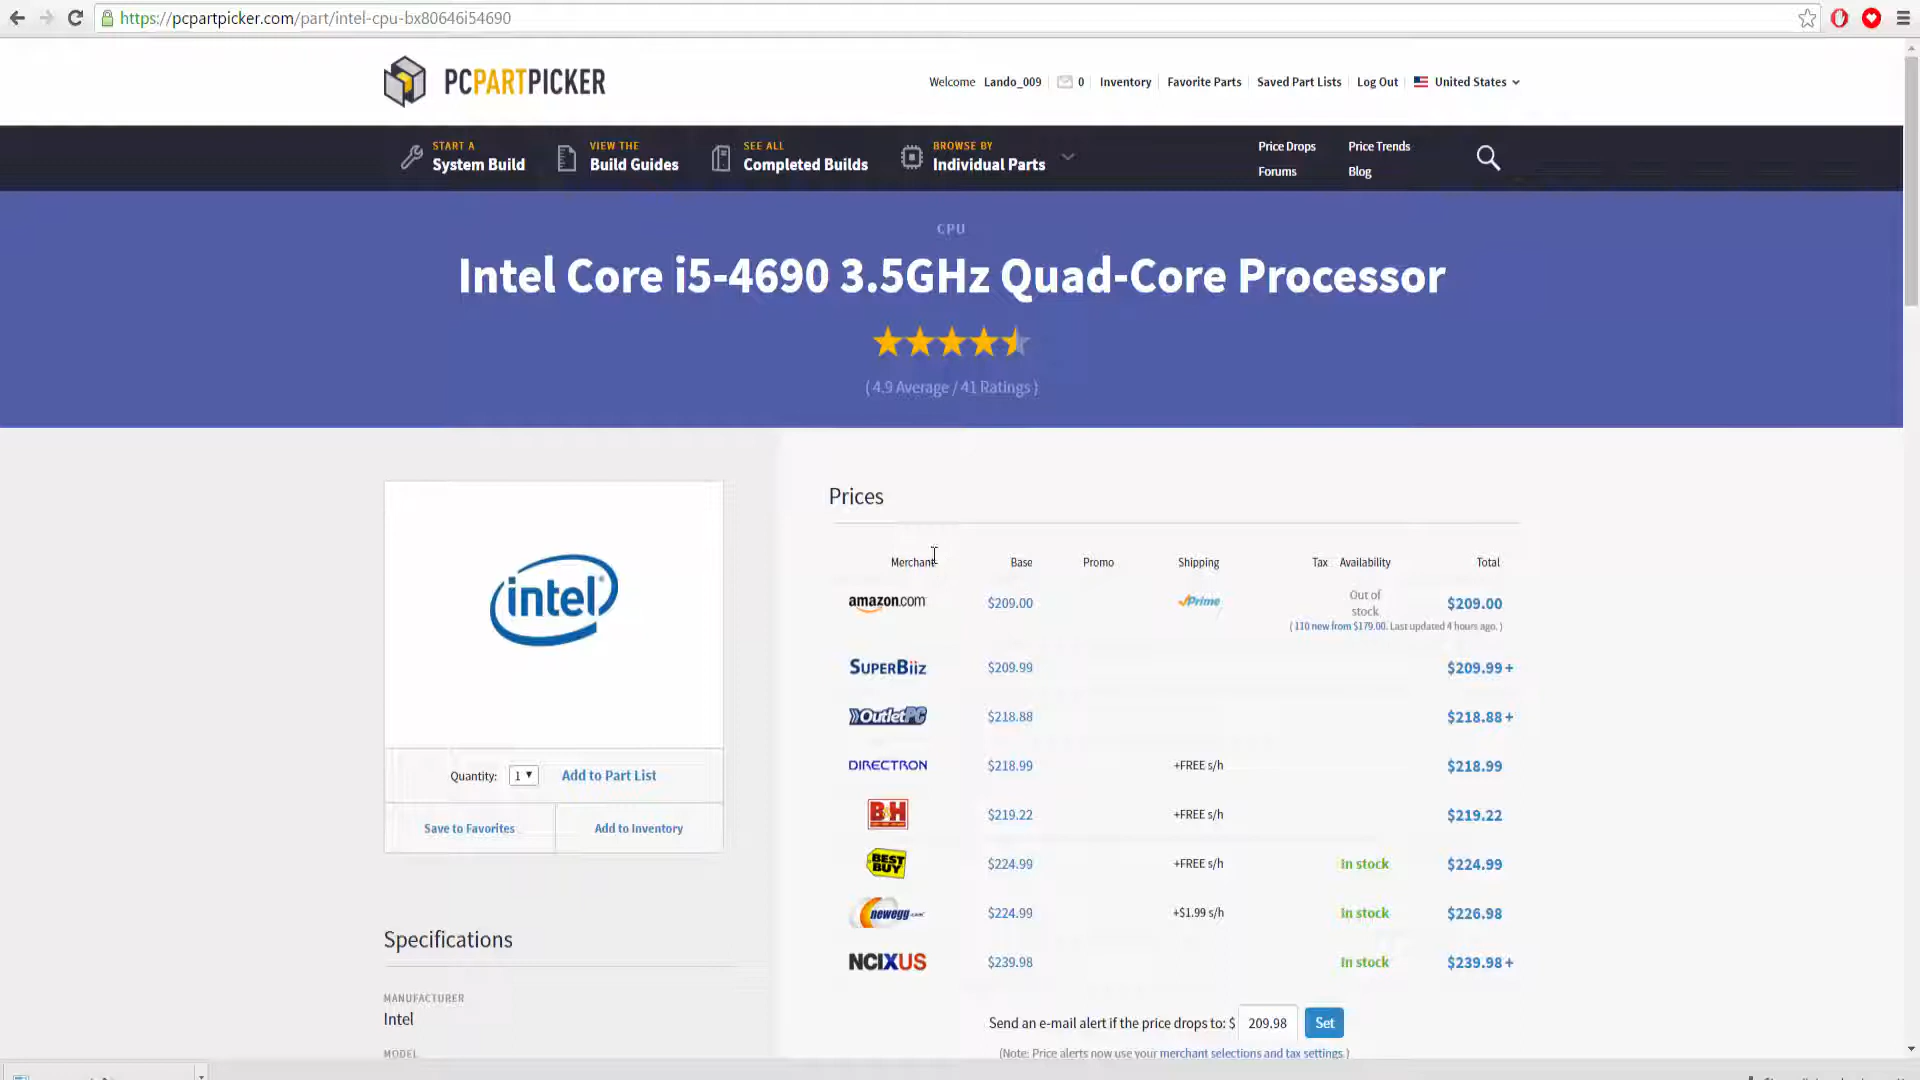 https://pcpartpicker.com/part/intel-cpu-bx80646i54690
PCPARTPICKER
Welcome Lando_009 0 Inventory Favorite Parts Saved Part Lists Log Out United States
START A
System Build
VIEW THE
Build Guides
SEE ALL
Completed Builds
BROWSE BY
Individual Parts
Price Drops Price Trends
Forums Blog
CPU
Intel Core i5-4690 3.5GHz Quad-Core Processor
( 4.9 Average / 41 Ratings )
intel
Quantity: 1 Add to Part List
Save to Favorites Add to Inventory
Specifications
MANUFACTURER
Intel
MODEL
Prices
Merchant Base Promo Shipping Tax Availability Total
amazon.com $209.00 Prime Out of stock $209.00
( 110 new from $179.00. Last updated 4 hours ago. )
SUPERBIIZ $209.99 $209.99 +
OutletPC $218.88 $218.88 +
DIRECTRON $218.99 +FREE s/h $218.99
B&H $219.22 +FREE s/h $219.22
BEST BUY $224.99 +FREE s/h In stock $224.99
newegg.com $224.99 +$1.99 s/h In stock $226.98
NCIXUS $239.98 In stock $239.98 +
Send an e-mail alert if the price drops to: $ 209.98 Set
(Note: Price alerts now use your merchant selections and tax settings.)